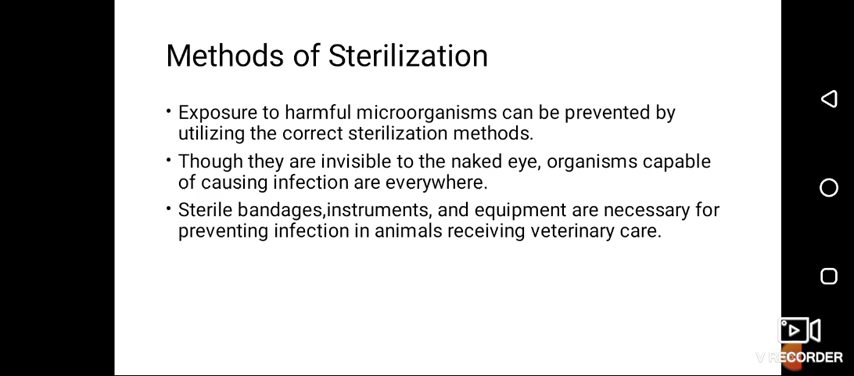 Methods of Sterilization
• Exposure to harmful microorganisms can be prevented by
utilizing the correct sterilization methods.
• Though they are invisible to the naked eye, organisms capable
of causing infection are everywhere.
• Sterile bandages,instruments, and equipment are necessary for
preventing infection in animals receiving veterinary care.
V RECORDER